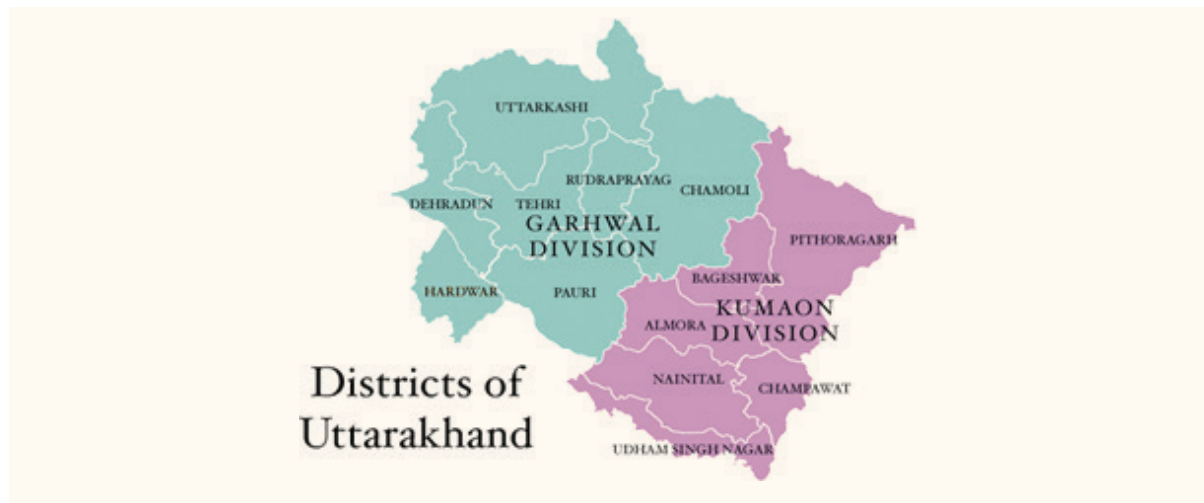 UTTARKASHI
RUDRAPRAYAG
CHAMOLI
DEHRADUN
TEHRI
GARHWAL
DIVISION
PITHORAGARH
BAGESHWAR
HARDWAR
PAURI
KUMAON
DIVISION
ALMORA
NAINITAL
CHAMPAWAT
Districts of
Uttarakhand
UDHAM SINGH NAGAR